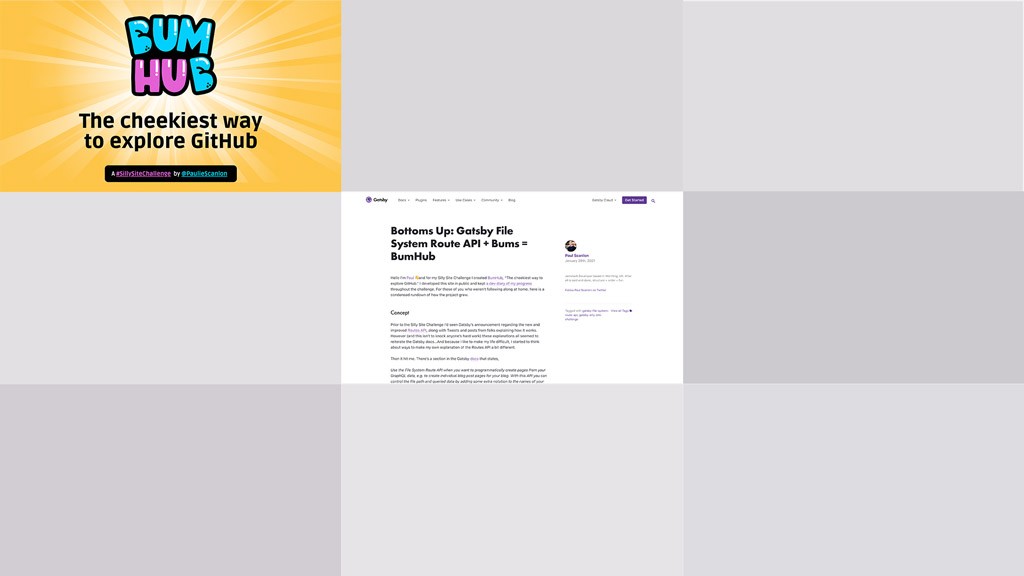 BUM
HUB
The cheekiest way
to explore GitHub
A #SillySiteChallenge by @PaulieScanlon
Gatsby Docs Plugins Features Use Cases Community Blog Gatsby Cloud Get Started
Bottoms Up: Gatsby File
System Route API + Bums =
BumHub
Paul Scanlon
January 26th, 2021
Hello I'm Paul and for my Silly Site Challenge I created BumHub, "The cheekiest way to
explore GitHub." I developed this site in public and kept a dev diary of my progress
throughout the challenge. For those of you who weren't following along at home, here is a
condensed rundown of how the project grew.
Follow Paul Scanlon on Twitter
Concept
Prior to the Silly Site Challenge I'd seen Gatsby's announcement regarding the new and
improved Routes API, along with Tweets and posts from folks explaining how it works.
However (and this isn't to knock anyone's hard work) these explanations all seemed to
reiterate the Gatsby docs. And because I like to make my life difficult, I started to think
about ways to make my own explanation of the Routes API a bit different.
Then it hit me. There's a section in the Gatsby docs that states,
Use the File System Route API when you want to programmatically create pages from your
GraphQL data, e.g. to create individual blog post pages for your blog. With this API you can
control the file path and queried data by adding some extra notation to the names of your